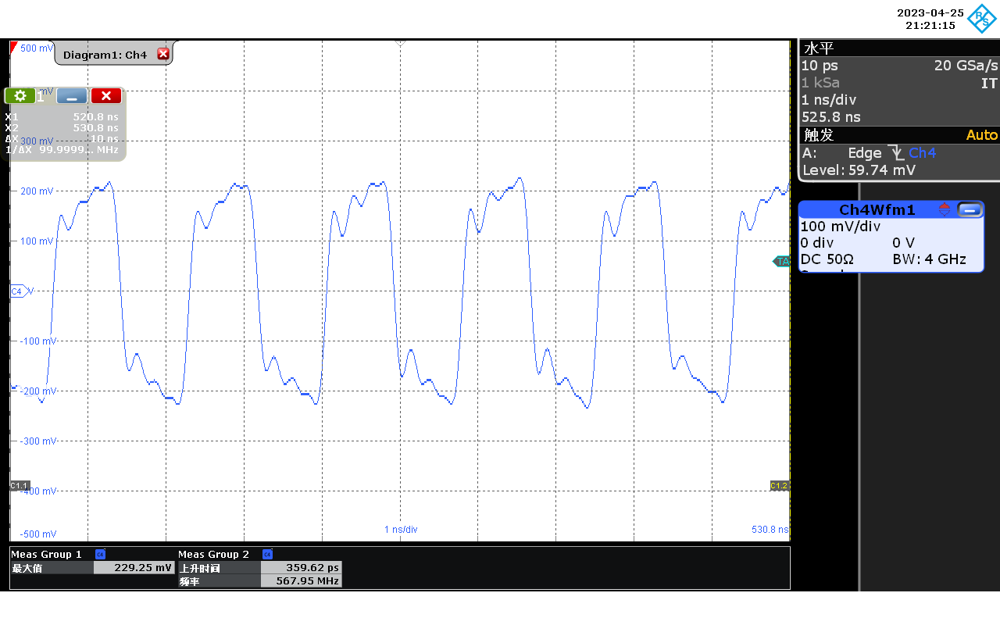 2023-04-25
21:21:15
R&S
500 mV
Diagram1: Ch4
mV
1
X1 520.8 ns
X2 530.8 ns
ΔX 10 ns
300 mV
1/ΔX 99.9999... MHz
200 mV
100 mV
C4 V
-100 mV
-200 mV
-300 mV
C1.1
-400 mV
-500 mV
1 ns/div
530.8 ns
TA
C1.2
水平
10 ps 20 GSa/s
1 kSa IT
1 ns/div
525.8 ns
触发 Auto
A: Edge Ch4
Level: 59.74 mV
Ch4Wfm1
100 mV/div
0 div 0 V
DC 50Ω BW: 4 GHz
Meas Group 1 C4
最大值 229.25 mV
Meas Group 2 C4
上升时间 359.62 ps
频率 567.95 MHz